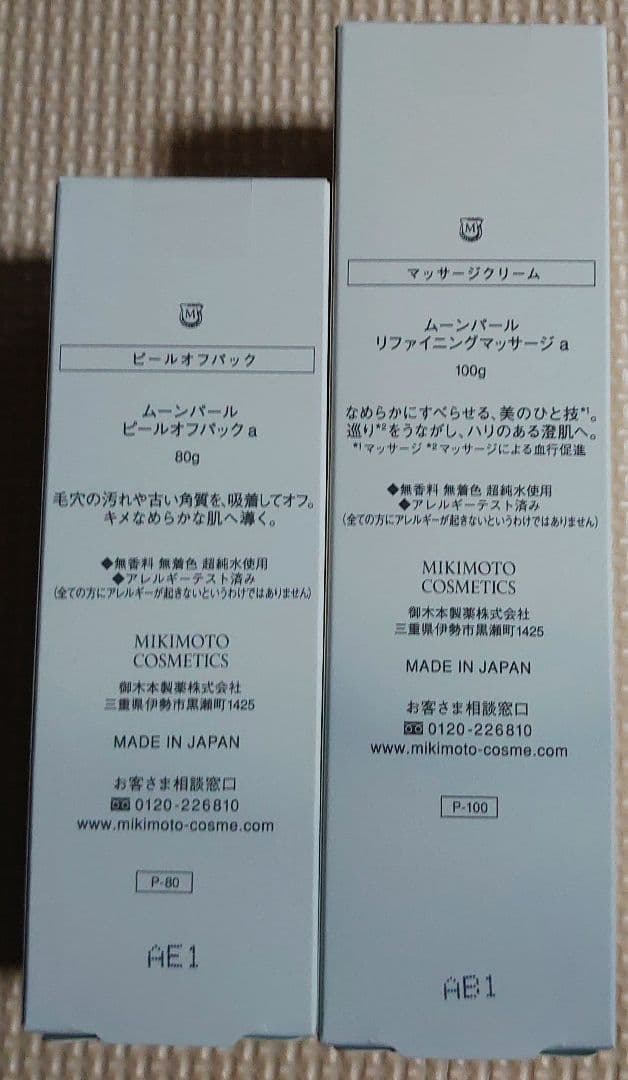 M
ピールオフパック
ムーンパール
ピールオフパック a
80g
毛穴の汚れや古い角質を、吸着してオフ。
キメなめらかな肌へ導く。
◆無香料 無着色 超純水使用
◆アレルギーテスト済み
(全ての方にアレルギーが起きないというわけではありません)
MIKIMOTO
COSMETICS
御木本製薬株式会社
三重県伊勢市黒瀬町1425
MADE IN JAPAN
お客さま相談窓口
0120-226810
www.mikimoto-cosme.com
P-80
AE1
M
マッサージクリーム
ムーンパール
リファイニングマッサージ a
100g
なめらかにすべらせる、美のひと技*1。
巡り*2をうながし、ハリのある澄肌へ。
*1マッサージ *2マッサージによる血行促進
◆無香料 無着色 超純水使用
◆アレルギーテスト済み
(全ての方にアレルギーが起きないというわけではありません)
MIKIMOTO
COSMETICS
御木本製薬株式会社
三重県伊勢市黒瀬町1425
MADE IN JAPAN
お客さま相談窓口
0120-226810
www.mikimoto-cosme.com
P-100
AB1